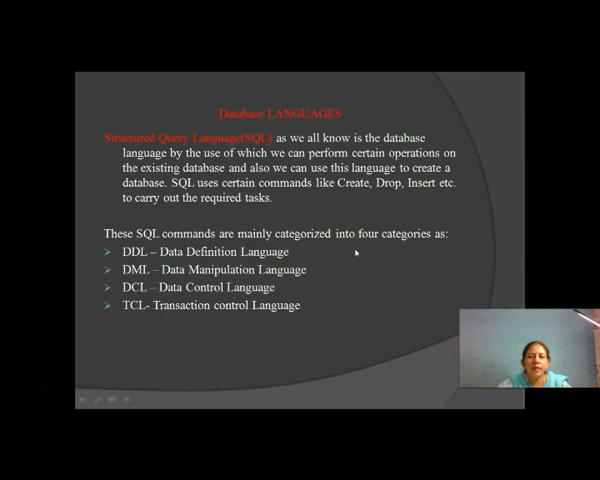 Database LANGUAGES
Structured Query Language(SQL) as we all know is the database
language by the use of which we can perform certain operations on
the existing database and also we can use this language to create a
database. SQL uses certain commands like Create, Drop, Insert etc.
to carry out the required tasks.
These SQL commands are mainly categorized into four categories as:
DDL – Data Definition Language
DML – Data Manipulation Language
DCL – Data Control Language
TCL- Transaction control Language